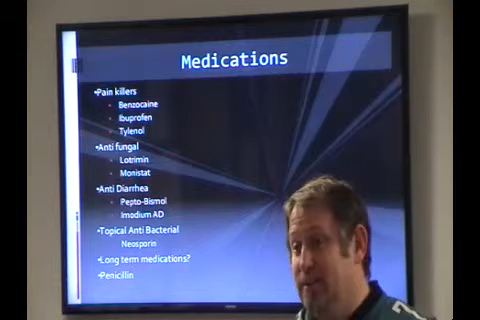 Medications
•Pain killers
• Benzocaine
• Ibuprofen
• Tylenol
•Anti fungal
• Lotrimin
• Monistat
•Anti Diarrhea
• Pepto-Bismol
• Imodium AD
•Topical Anti Bacterial
Neosporin
•Long term medications?
•Penicillin